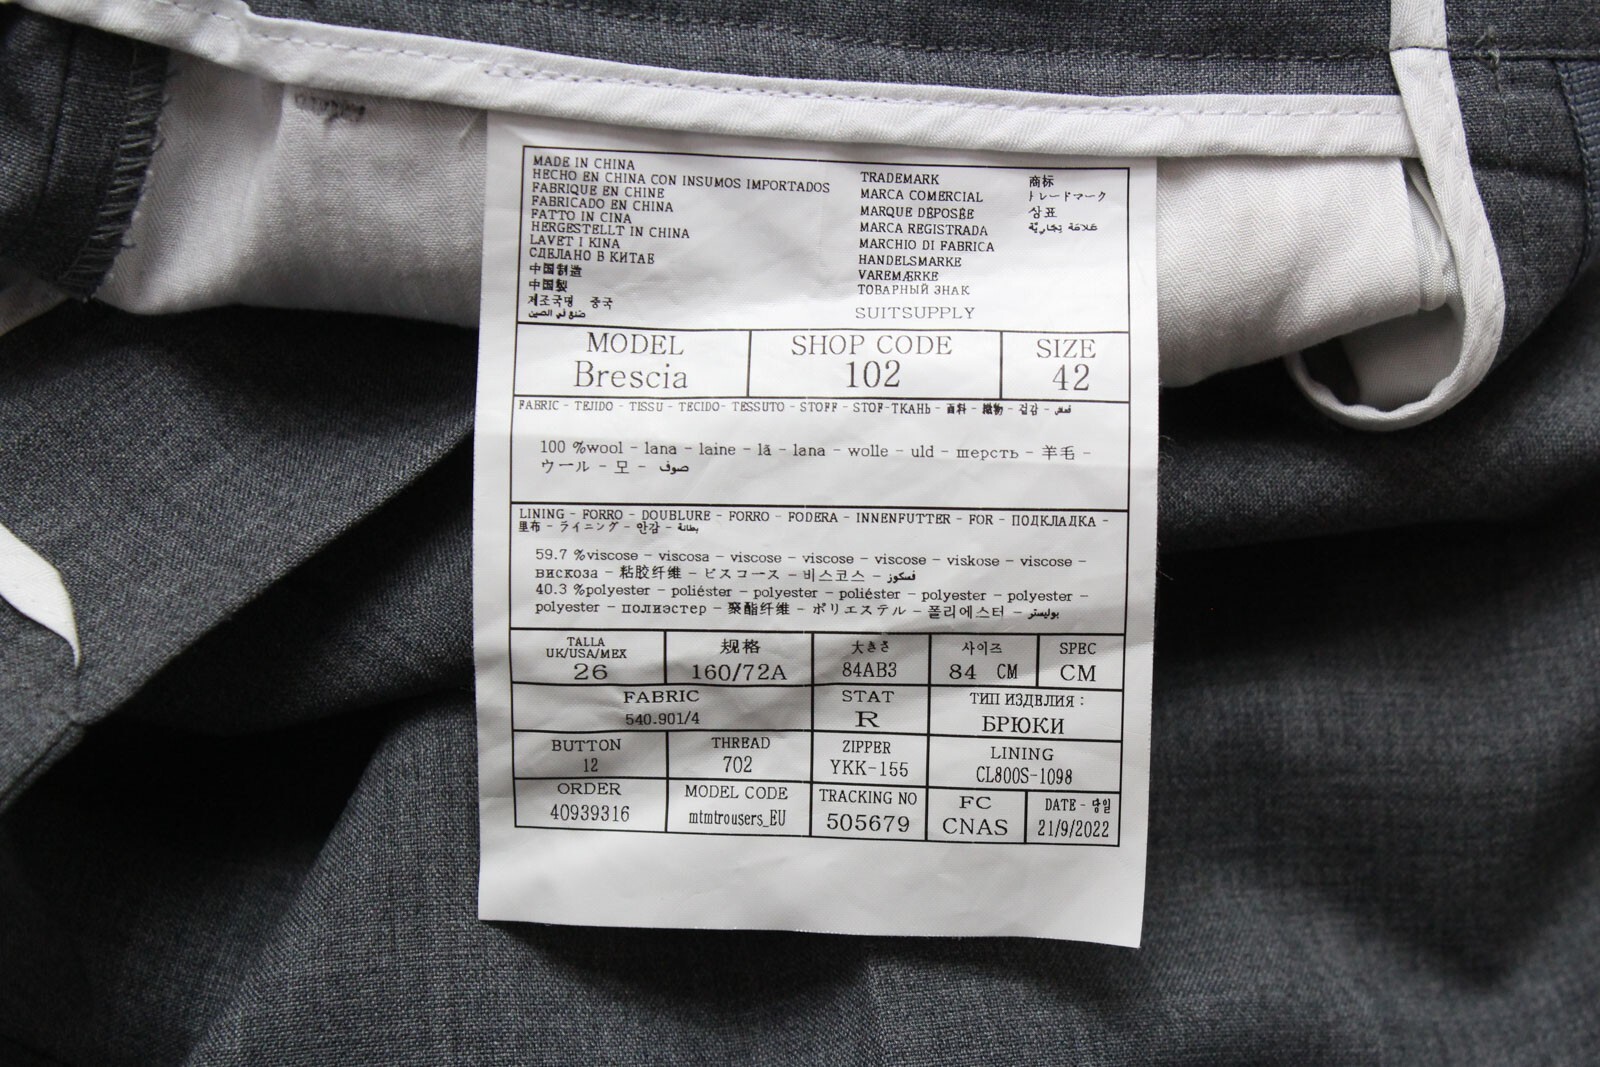 MADE IN CHINA
HECHO EN CHINA CON INSUMOS IMPORTADOS
FABRIQUE EN CHINE
FABRICADO EN CHINA
FATTO IN CINA
HERGESTELLT IN CHINA
LAVET I KINA
СДЕЛАНО В КИТАЕ
中国制造
中国製
제조국명 중국
صنع في الصين
TRADEMARK
MARCA COMERCIAL
MARQUE DÉPOSÉE
MARCA REGISTRADA
MARCHIO DI FABRICA
HANDELSMARKE
VAREMÆRKE
ТОВАРНЫЙ ЗНАК
商标
トレードマーク
상표
علامة تجارية
SUITSUPPLY
MODEL
Brescia
SHOP CODE
102
SIZE
42
FABRIC - TEJIDO - TISSU - TECIDO- TESSUTO - STOFF - STOF-ТКАНЬ - 面料 - 織物 - 겉감 -
100 %wool - lana - laine - lã - lana - wolle - uld - шерсть - 羊毛 -
ウール - 모 - صوف
LINING - FORRO - DOUBLURE - FORRO - FODERA - INNENFUTTER - FOR - ПОДКЛАДКА -
里布 - ライニング - 안감 - بطانة
59.7 %viscose - viscosa - viscose - viscose - viscose - viskose - viscose -
вискоза - 粘胶纤维 - ビスコース - 비스코스 - فسكوز
40.3 %polyester - poliéster - polyester - poliéster - polyester - polyester -
polyester - полиэстер - 聚酯纤维 - ポリエステル - 폴리에스터 - بوليستر
TALLA
UK/USA/MEX
26
规格
160/72A
大きさ
84AB3
사이즈
84 CM
SPEC
CM
FABRIC
540.901/4
STAT
R
ТИП ИЗДЕЛИЯ :
БРЮКИ
BUTTON
12
THREAD
702
ZIPPER
YKK-155
LINING
CL800S-1098
ORDER
40939316
MODEL CODE
mtmtrousers_EU
TRACKING NO
505679
FC
CNAS
DATE -
21/9/2022